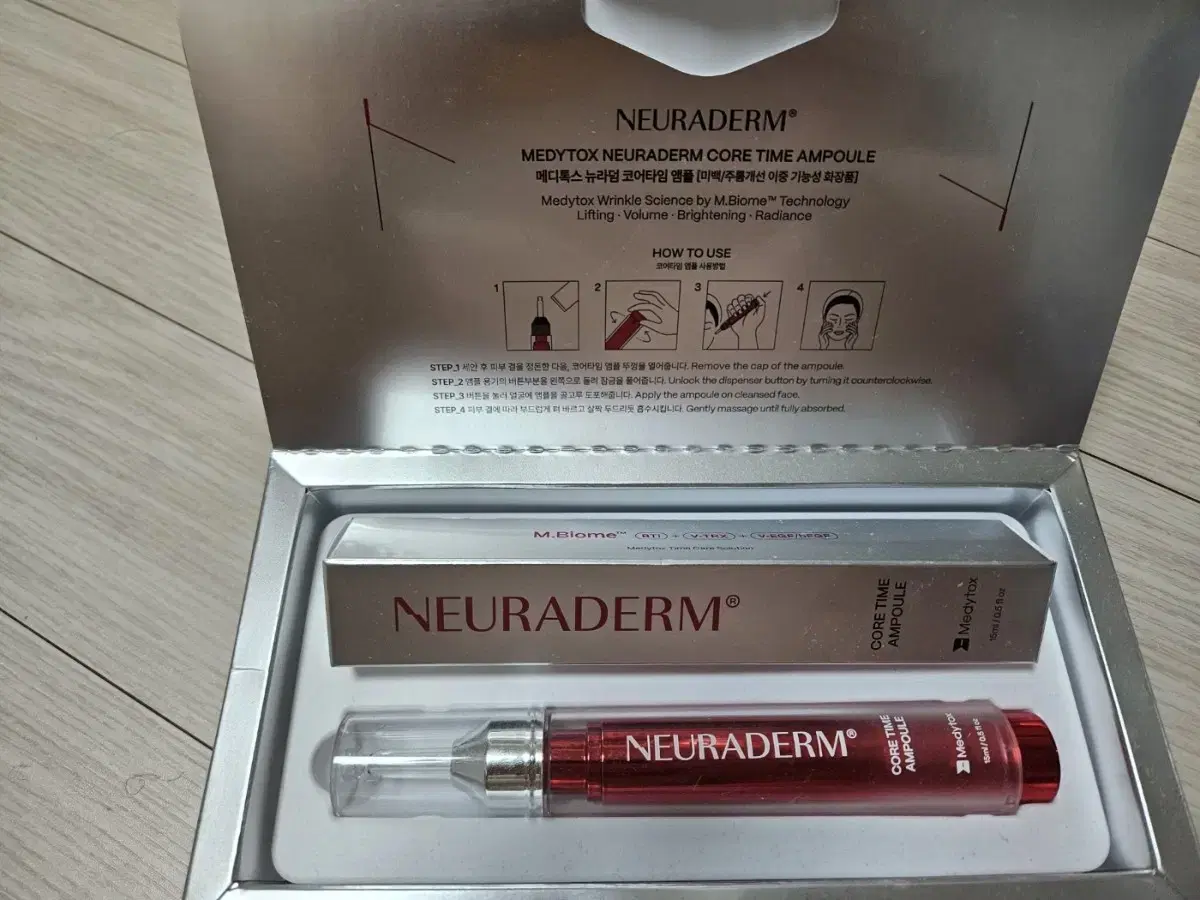 NEURADERM®
MEDYTOX NEURADERM CORE TIME AMPOULE
메디톡스 뉴라덤 코어타임 앰플 [미백/주름개선 이중 기능성 화장품]
Medytox Wrinkle Science by M.Biome™ Technology
Lifting · Volume · Brightening · Radiance
HOW TO USE
코어타임 앰플 사용방법
1 2 3 4
STEP_1 세안 후 피부 결을 정돈한 다음, 코어타임 앰플 뚜껑을 열어줍니다. Remove the cap of the ampoule.
STEP_2 앰플 용기의 버튼부분을 왼쪽으로 돌려 잠금을 풀어줍니다. Unlock the dispenser button by turning it counterclockwise.
STEP_3 버튼을 눌러 얼굴에 앰플을 골고루 도포해줍니다. Apply the ampoule on cleansed face.
STEP_4 피부 결에 따라 부드럽게 펴 바르고 살짝 두드리듯 흡수시킵니다. Gently massage until fully absorbed.
M.Biome™ RTI + V-TRX + V-EGF/bFGF
Medytox Time Care Solution
NEURADERM®
CORE TIME
AMPOULE
Medytox
15ml / 0.5 fl oz
NEURADERM®
CORE TIME
AMPOULE
Medytox
15ml / 0.5 fl oz